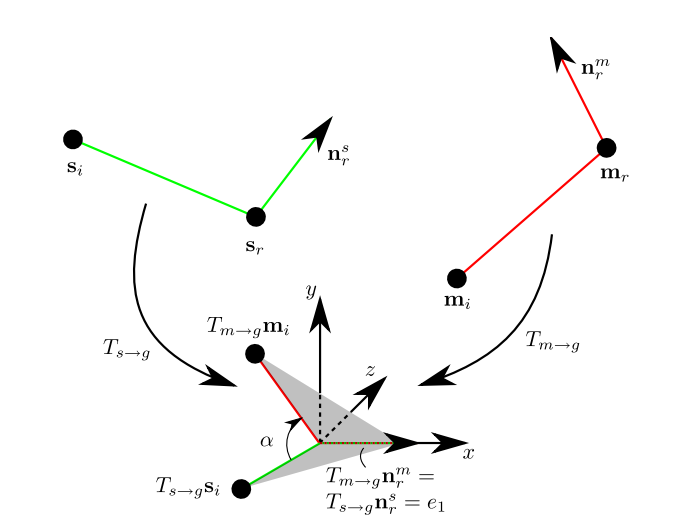 n_r^m
s_i
n_r^s
m_r
s_r
m_i
y
T_{m→g}m_i
T_{s→g}
T_{m→g}
z
α
x
T_{s→g}s_i
T_{m→g}n_r^m =
T_{s→g}n_r^s = e_1